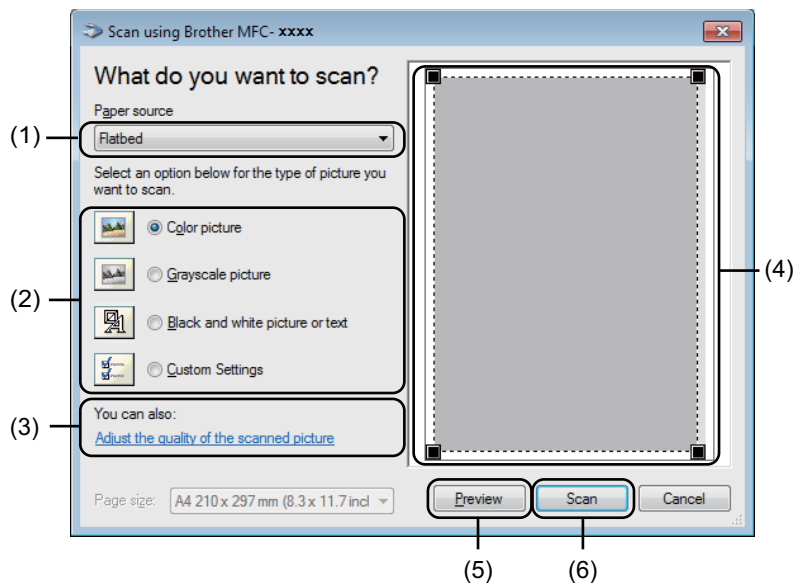 Scan using Brother MFC- xxxx
What do you want to scan?
Paper source
(1)
Flatbed
Select an option below for the type of picture you
want to scan.
(2)
Color picture
Grayscale picture
Black and white picture or text
Custom Settings
(3)
You can also:
Adjust the quality of the scanned picture
(4)
Page size: A4 210 x 297 mm (8.3 x 11.7 incl
Preview
Scan
Cancel
(5)
(6)